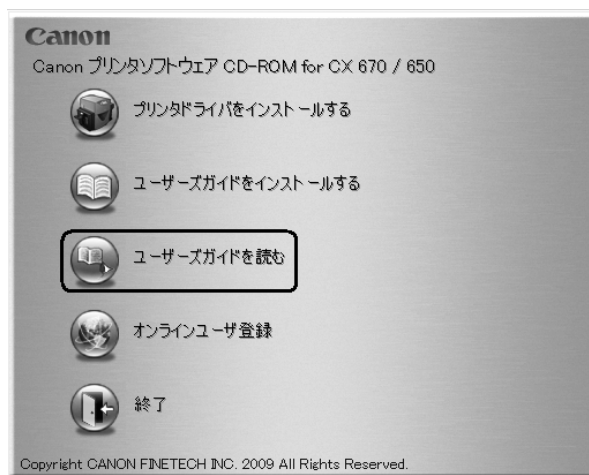 Canon
Canon プリンタソフトウェア CD-ROM for CX 670 / 650
プリンタドライバをインストールする
ユーザーズガイドをインストールする
ユーザーズガイドを読む
オンラインユーザ登録
終了
Copyright CANON FINETECH INC. 2009 All Rights Reserved.